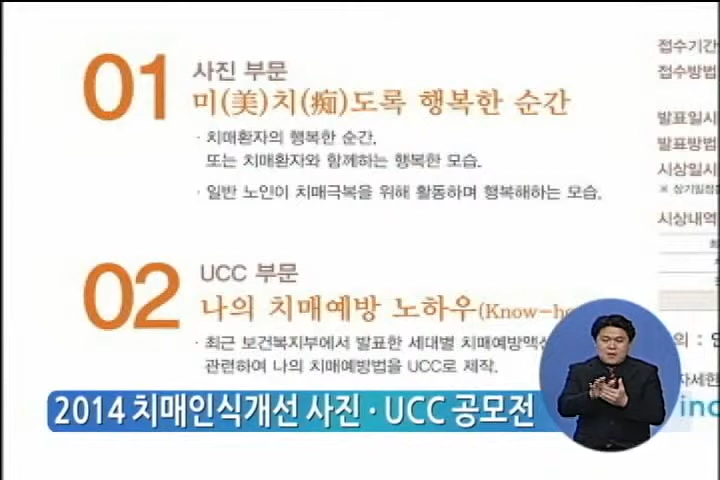 01
사진 부문
미(美)치(痴)도록 행복한 순간
· 치매환자의 행복한 순간,
또는 치매환자와 함께하는 행복한 모습.
· 일반 노인이 치매극복을 위해 활동하며 행복해하는 모습.
02
UCC 부문
나의 치매예방 노하우(Know-ho
· 최근 보건복지부에서 발표한 세대별 치매예방액션
관련하여 나의 치매예방법을 UCC로 제작.
접수기간
접수방법
발표일시
발표방법
시상일시
시상내역
2014 치매인식개선 사진 · UCC 공모전